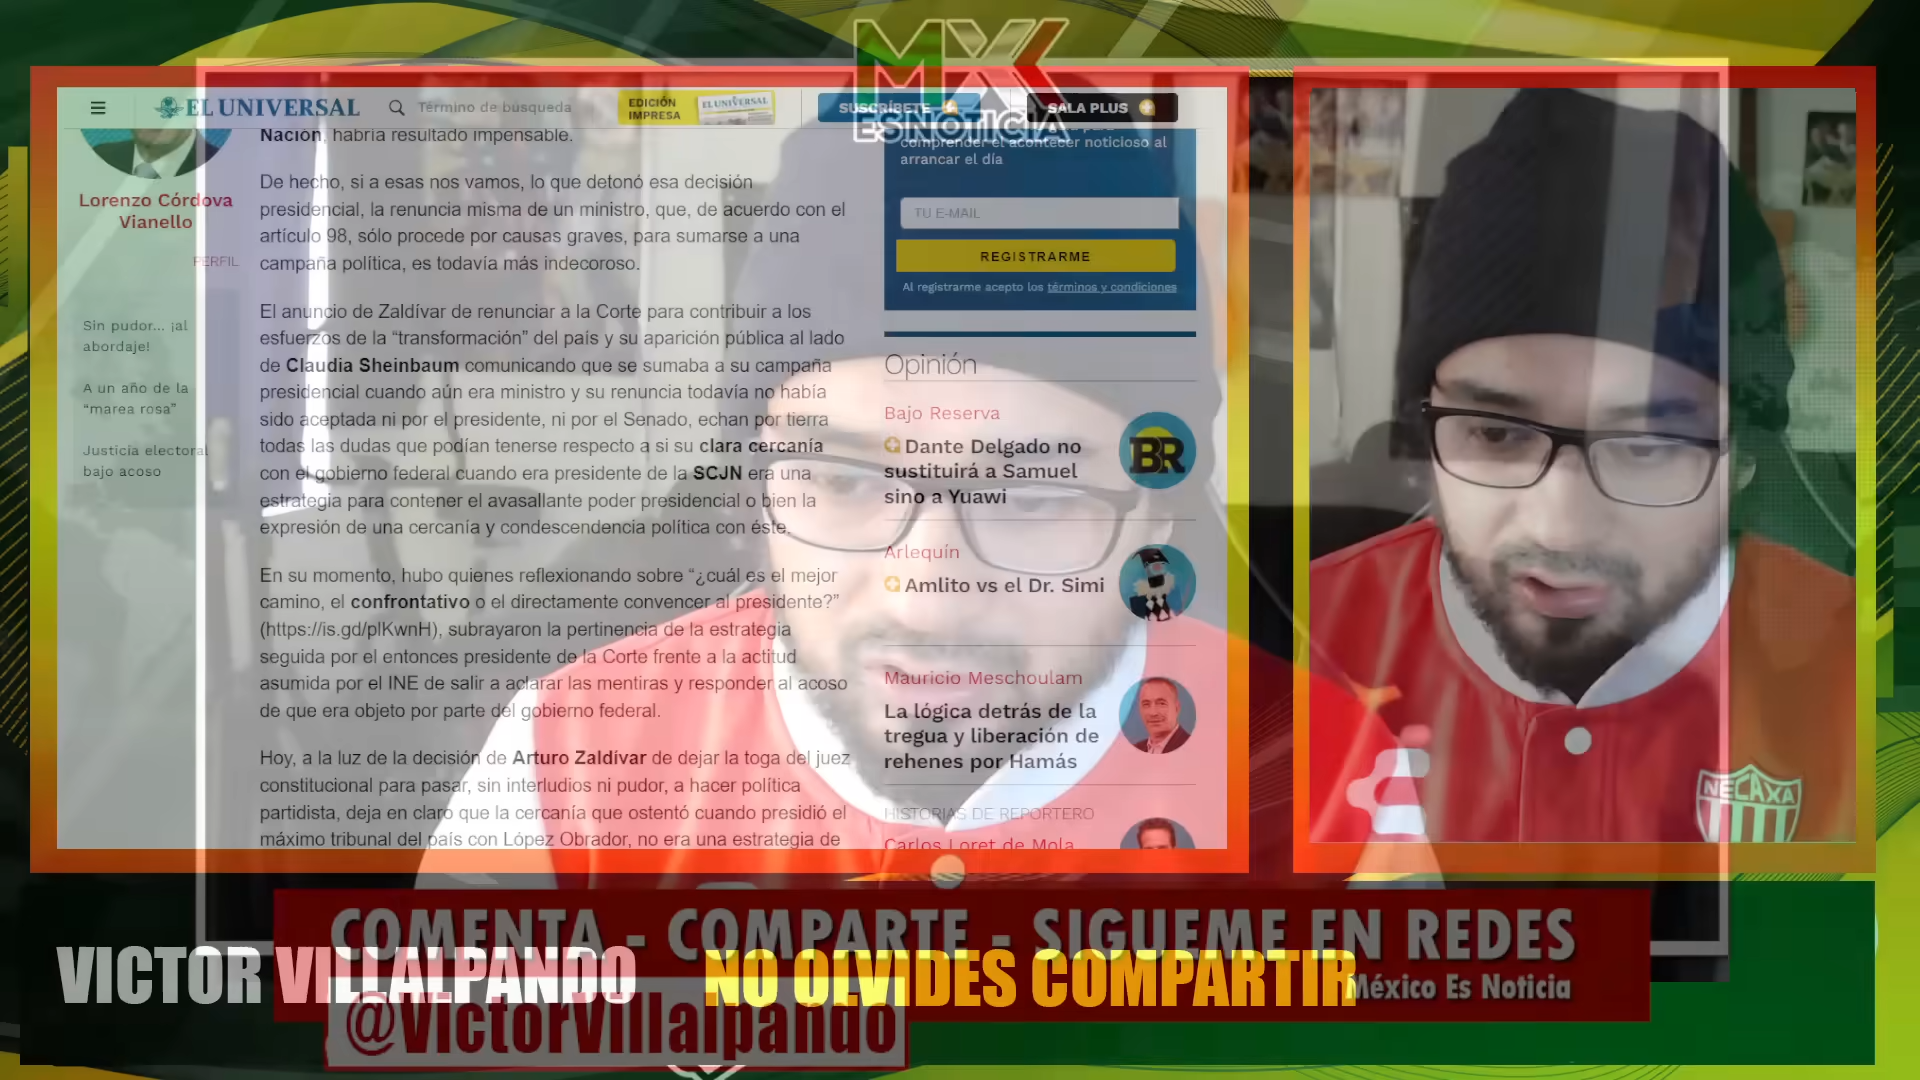 MX
ESNOTICIA
EL UNIVERSAL
Término de búsqueda
EDICIÓN
IMPRESA
EL UNIVERSAL
SUSCRÍBETE
SALA PLUS
Lorenzo Córdova
Vianello
PERFIL
Sin pudor... ¡al
abordaje!
A un año de la
“marea rosa”
Justicia electoral
bajo acoso
Nación, habría resultado impensable.
De hecho, si a esas nos vamos, lo que detonó esa decisión
presidencial, la renuncia misma de un ministro, que, de acuerdo con el
artículo 98, sólo procede por causas graves, para sumarse a una
campaña política, es todavía más indecoroso.
El anuncio de Zaldívar de renunciar a la Corte para contribuir a los
esfuerzos de la “transformación” del país y su aparición pública al lado
de Claudia Sheinbaum comunicando que se sumaba a su campaña
presidencial cuando aún era ministro y su renuncia todavía no había
sido aceptada ni por el presidente, ni por el Senado, echan por tierra
todas las dudas que podían tenerse respecto a si su clara cercanía
con el gobierno federal cuando era presidente de la SCJN era una
estrategia para contener el avasallante poder presidencial o bien la
expresión de una cercanía y condescendencia política con éste.
En su momento, hubo quienes reflexionando sobre “¿cuál es el mejor
camino, el confrontativo o el directamente convencer al presidente?”
(https://is.gd/plKwnH), subrayaron la pertinencia de la estrategia
seguida por el entonces presidente de la Corte frente a la actitud
asumida por el INE de salir a aclarar las mentiras y responder al acoso
de que era objeto por parte del gobierno federal.
Hoy, a la luz de la decisión de Arturo Zaldívar de dejar la toga del juez
constitucional para pasar, sin interludios ni pudor, a hacer política
partidista, deja en claro que la cercanía que ostentó cuando presidió el
máximo tribunal del país con López Obrador, no era una estrategia de
comprender el acontecer noticioso al
arrancar el día
TU E-MAIL
REGISTRARME
Al registrarme acepto los términos y condiciones
Opinión
Bajo Reserva
Dante Delgado no
sustituirá a Samuel
sino a Yuawi
BR
Arlequín
Amlito vs el Dr. Simi
Mauricio Meschoulam
La lógica detrás de la
tregua y liberación de
rehenes por Hamás
HISTORIAS DE REPORTERO
Carlos Loret de Mola
NECAXA
COMENTA - COMPARTE - SIGUEME EN REDES
VICTOR VILLALPANDO
NO OLVIDES COMPARTIR
México Es Noticia
@VictorVillalpando